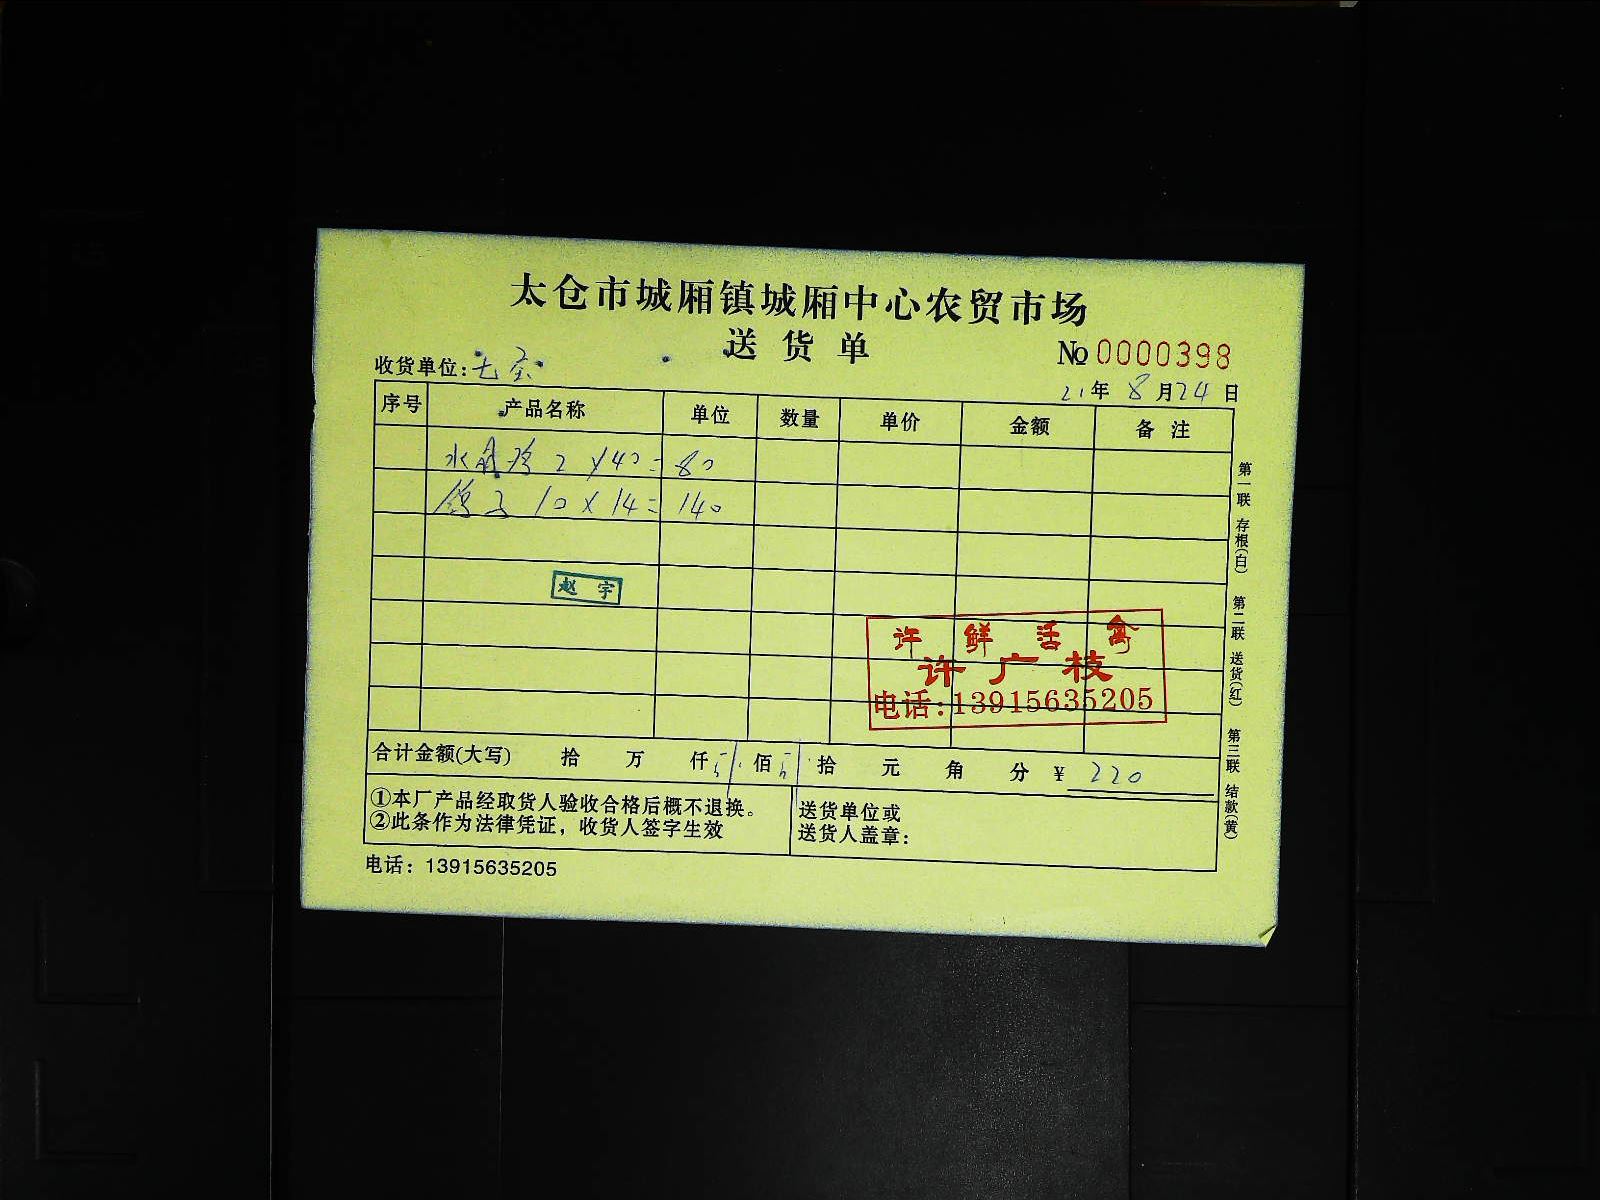 太仓市城厢镇城厢中心农贸市场
送货单
№0000398
收货单位:七宝
21年8月24日
序号 产品名称 单位 数量 单价 金额 备注
水 2×40=80
鸽子 10×14=140
赵宇
许鲜活禽
许广枝
电话:13915635205
合计金额(大写) 拾 万 仟 佰 拾 元 角 分 ¥ 220
①本厂产品经取货人验收合格后概不退换。
②此条作为法律凭证，收货人签字生效
送货单位或
送货人盖章:
电话：13915635205
第一联 存根(白) 第二联 送货(红) 第三联 结款(黄)